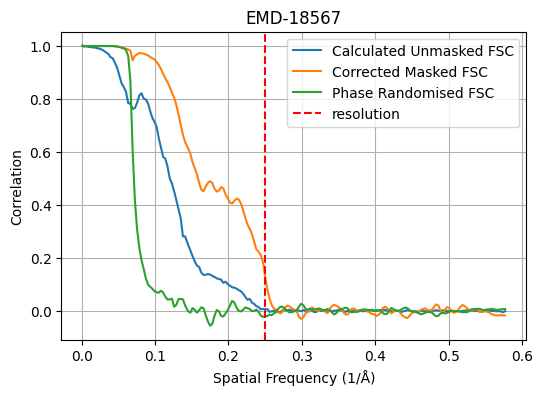 EMD-18567
Calculated Unmasked FSC
Corrected Masked FSC
Phase Randomised FSC
resolution
Correlation
1.0
0.8
0.6
0.4
0.2
0.0
0.0 0.1 0.2 0.3 0.4 0.5 0.6
Spatial Frequency (1/Å)